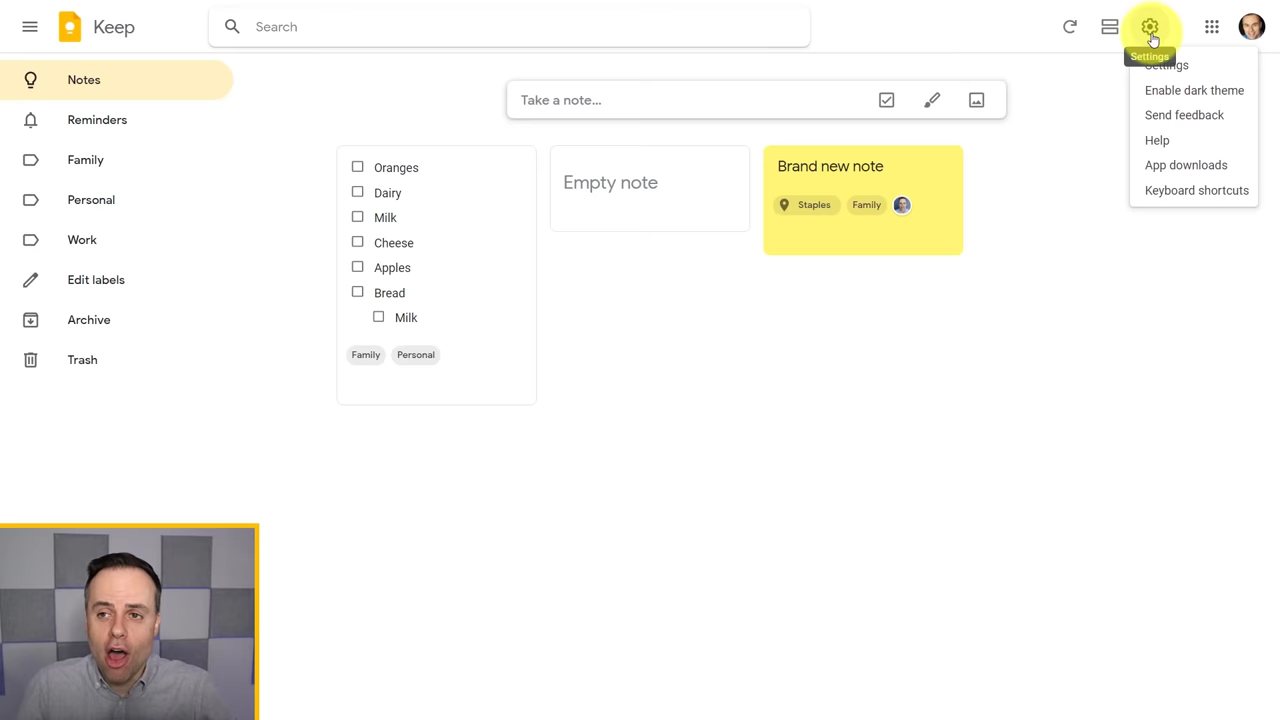 Keep
Search
Settings
Settings
Enable dark theme
Send feedback
Help
App downloads
Keyboard shortcuts
Notes
Reminders
Family
Personal
Work
Edit labels
Archive
Trash
Take a note...
Oranges
Dairy
Milk
Cheese
Apples
Bread
Milk
Family Personal
Empty note
Brand new note
Staples Family